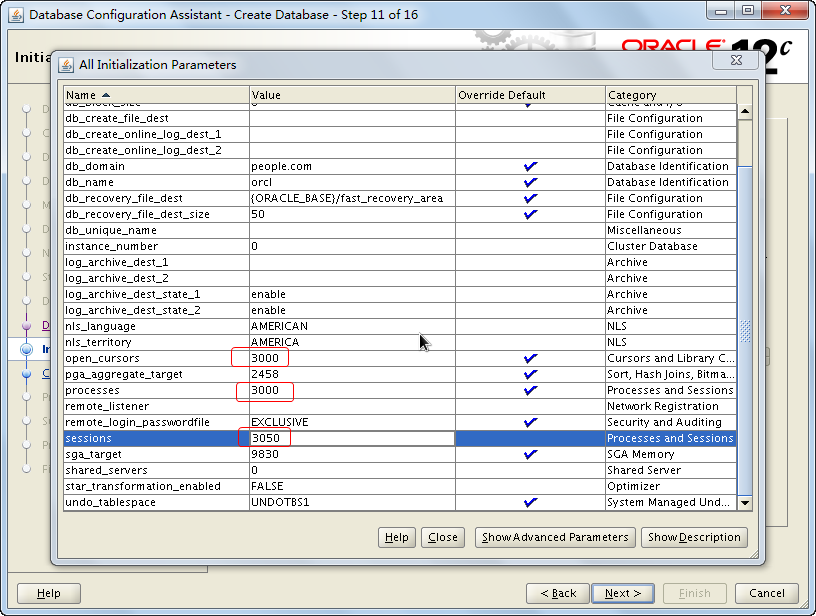 Database Configuration Assistant - Create Database - Step 11 of 16
Initia
ORACLE 12c
All Initialization Parameters
Name Value Override Default Category
db_block_size 8 Cache and I/O
db_create_file_dest File Configuration
db_create_online_log_dest_1 File Configuration
db_create_online_log_dest_2 File Configuration
db_domain people.com Database Identification
db_name orcl Database Identification
db_recovery_file_dest {ORACLE_BASE}/fast_recovery_area File Configuration
db_recovery_file_dest_size 50 File Configuration
db_unique_name Miscellaneous
instance_number 0 Cluster Database
log_archive_dest_1 Archive
log_archive_dest_2 Archive
log_archive_dest_state_1 enable Archive
log_archive_dest_state_2 enable Archive
nls_language AMERICAN NLS
nls_territory AMERICA NLS
open_cursors 3000 Cursors and Library C...
pga_aggregate_target 2458 Sort, Hash Joins, Bitma...
processes 3000 Processes and Sessions
remote_listener Network Registration
remote_login_passwordfile EXCLUSIVE Security and Auditing
sessions 3050 Processes and Sessions
sga_target 9830 SGA Memory
shared_servers 0 Shared Server
star_transformation_enabled FALSE Optimizer
undo_tablespace UNDOTBS1 System Managed Und...
Help Close Show Advanced Parameters Show Description
Help < Back Next > Finish Cancel